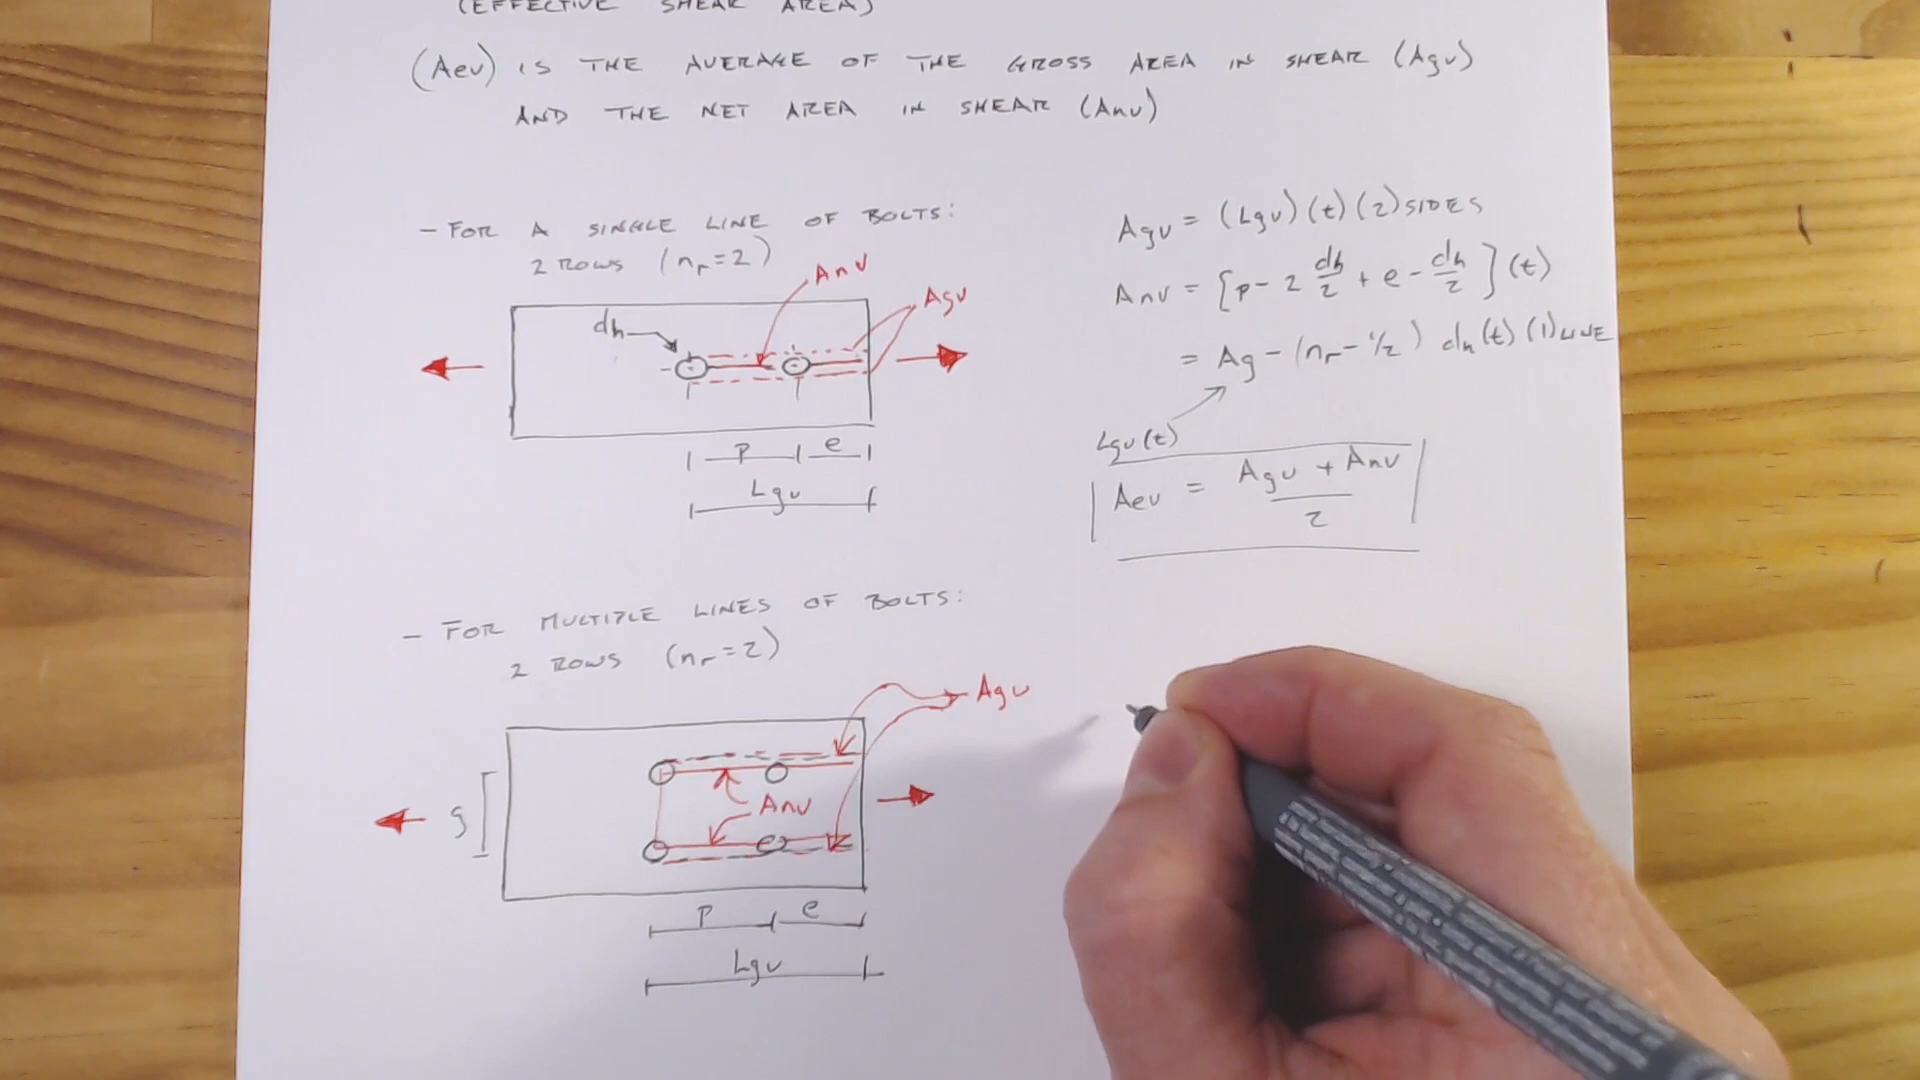 (EFFECTIVE SHEAR AREA)
(Aev) IS THE AVERAGE OF THE GROSS AREA IN SHEAR (Agv)
AND THE NET AREA IN SHEAR (Anv)
- FOR A SINGLE LINE OF BOLTS:
2 ROWS (nr=2)
Anv
Agv
dh
p
e
Lgv
Agv = (Lgv)(t)(2)SIDES
Anv = [p - 2 dh/2 + e - dh/2](t)
= Ag - (nr - 1/2) dh(t)(1)LINE
Lgv(t)
Aev = Agv + Anv
2
- FOR MULTIPLE LINES OF BOLTS:
2 ROWS (nr=2)
Agv
Anv
g
p
e
Lgv